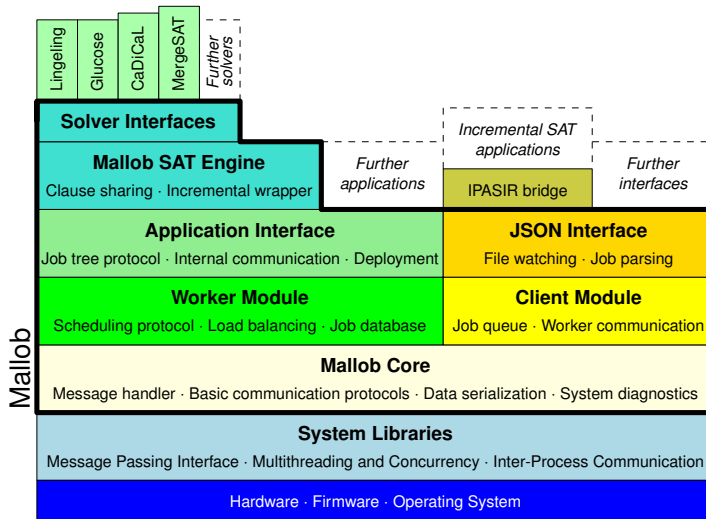 Lingeling
Glucose
CaDiCaL
MergeSAT
Further
solvers
Solver Interfaces
Mallob SAT Engine
Clause sharing · Incremental wrapper
Further
applications
Incremental SAT
applications
IPASIR bridge
Further
interfaces
Application Interface
Job tree protocol · Internal communication · Deployment
JSON Interface
File watching · Job parsing
Worker Module
Scheduling protocol · Load balancing · Job database
Client Module
Job queue · Worker communication
Mallob
Mallob Core
Message handler · Basic communication protocols · Data serialization · System diagnostics
System Libraries
Message Passing Interface · Multithreading and Concurrency · Inter-Process Communication
Hardware · Firmware · Operating System